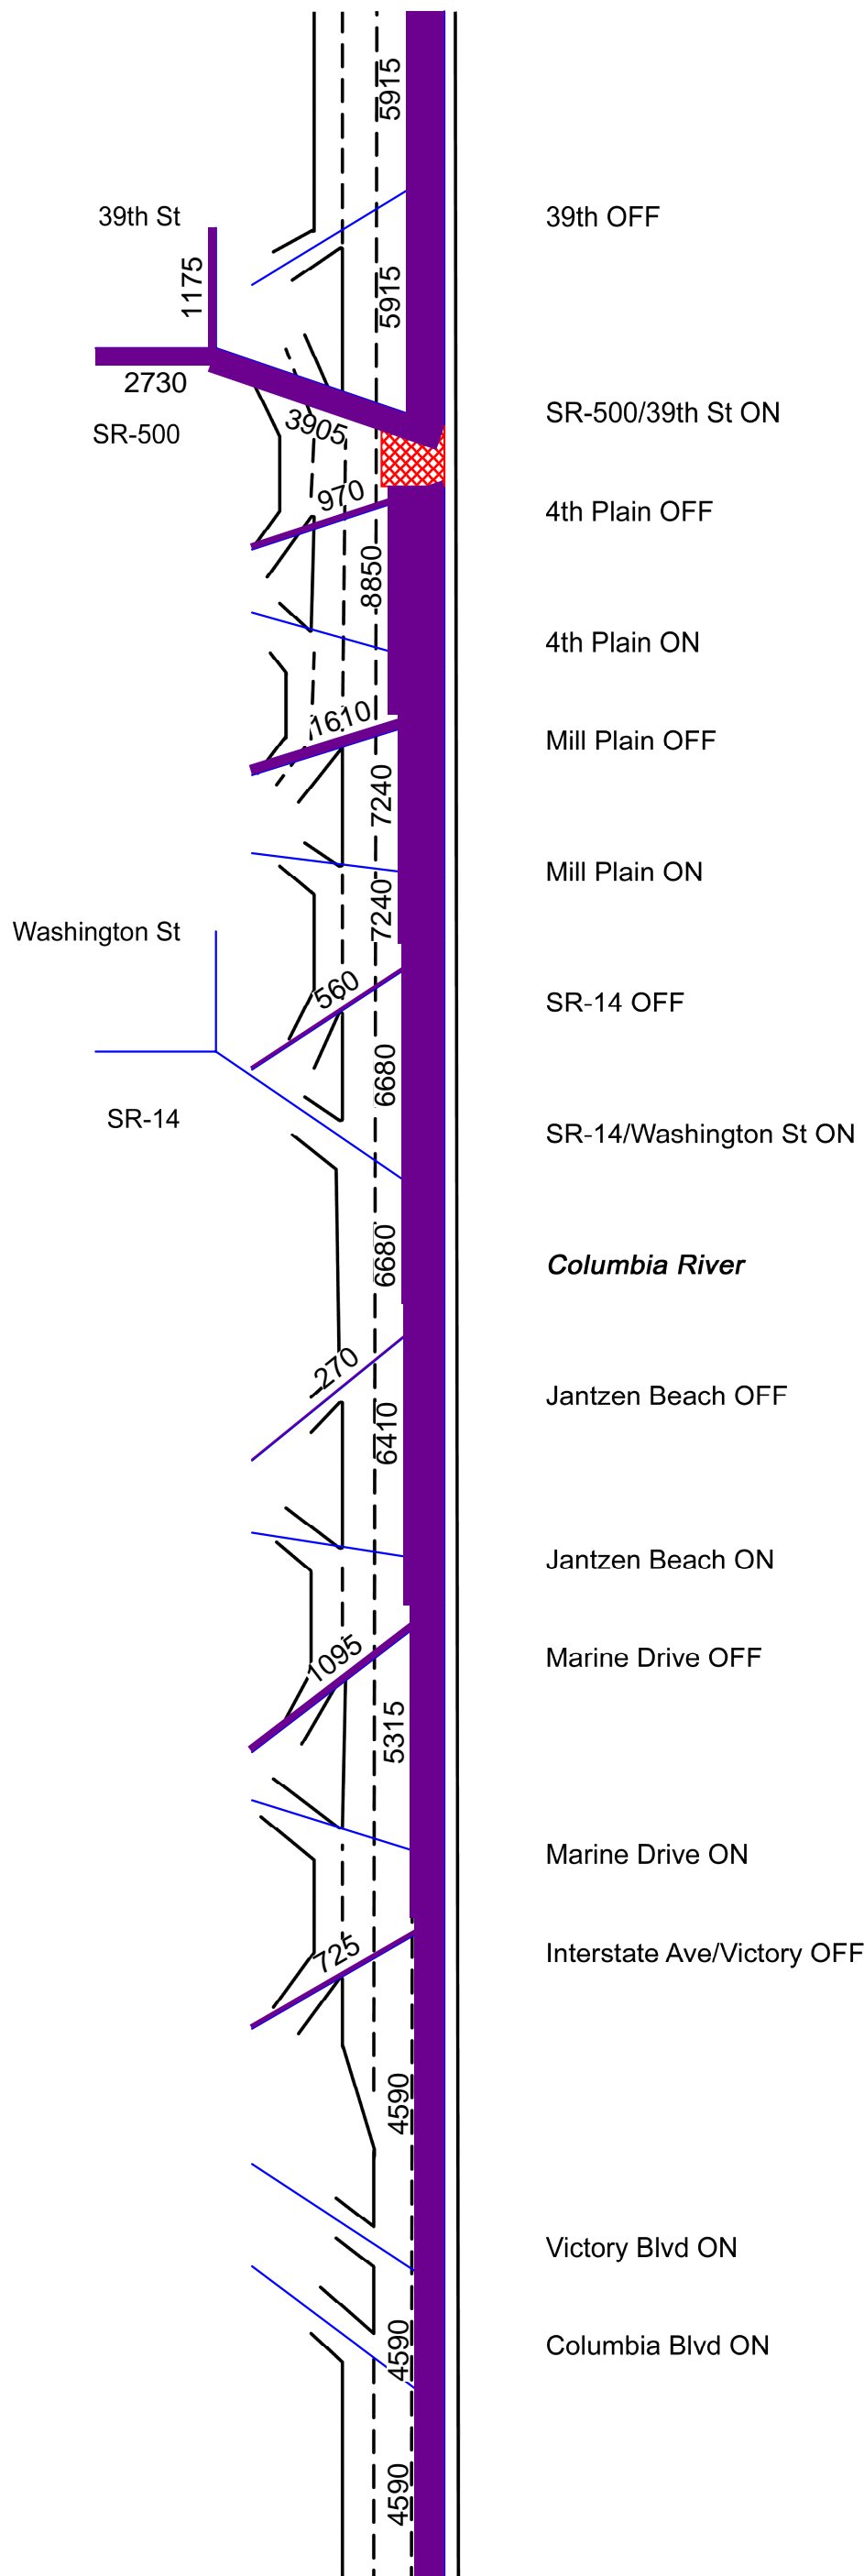 5915
39th St
39th OFF
1175
5915
2730
SR-500/39th St ON
3905
SR-500
970
4th Plain OFF
8850
4th Plain ON
1610
Mill Plain OFF
7240
Mill Plain ON
7240
Washington St
560
SR-14 OFF
6680
SR-14
SR-14/Washington St ON
6680
Columbia River
270
Jantzen Beach OFF
6410
Jantzen Beach ON
1095
Marine Drive OFF
5315
Marine Drive ON
725
Interstate Ave/Victory OFF
4590
Victory Blvd ON
4590
Columbia Blvd ON
4590